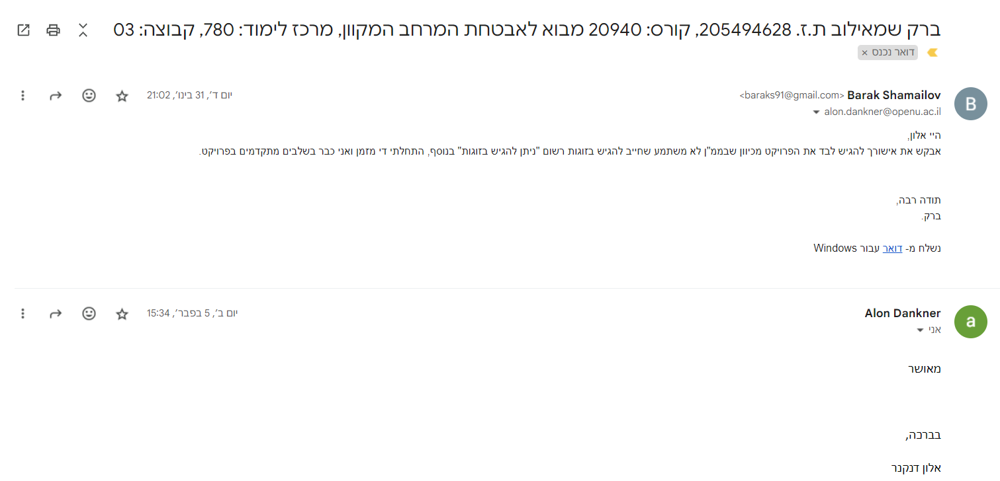 ברק שמאילוב ת.ז. 205494628, קורס: 20940 מבוא לאבטחת המרחב המקוון, מרכז לימוד: 780, קבוצה: 03
דואר נכנס ×
Barak Shamailov <baraks91@gmail.com> יום ד׳, 31 בינו׳, 21:02
alon.dankner@openu.ac.il
B
היי אלון,
אבקש את אישורך להגיש לבד את הפרויקט מכיוון שבממ"ן לא משתמע שחייב להגיש בזוגות רשום "ניתן להגיש בזוגות" בנוסף, התחלתי די מזמן ואני כבר בשלבים מתקדמים בפרויקט.
תודה רבה,
ברק.
נשלח מ- דואר עבור Windows
Alon Dankner יום ב׳, 5 בפבר׳, 15:34
אני
a
מאושר
בברכה,
אלון דנקנר